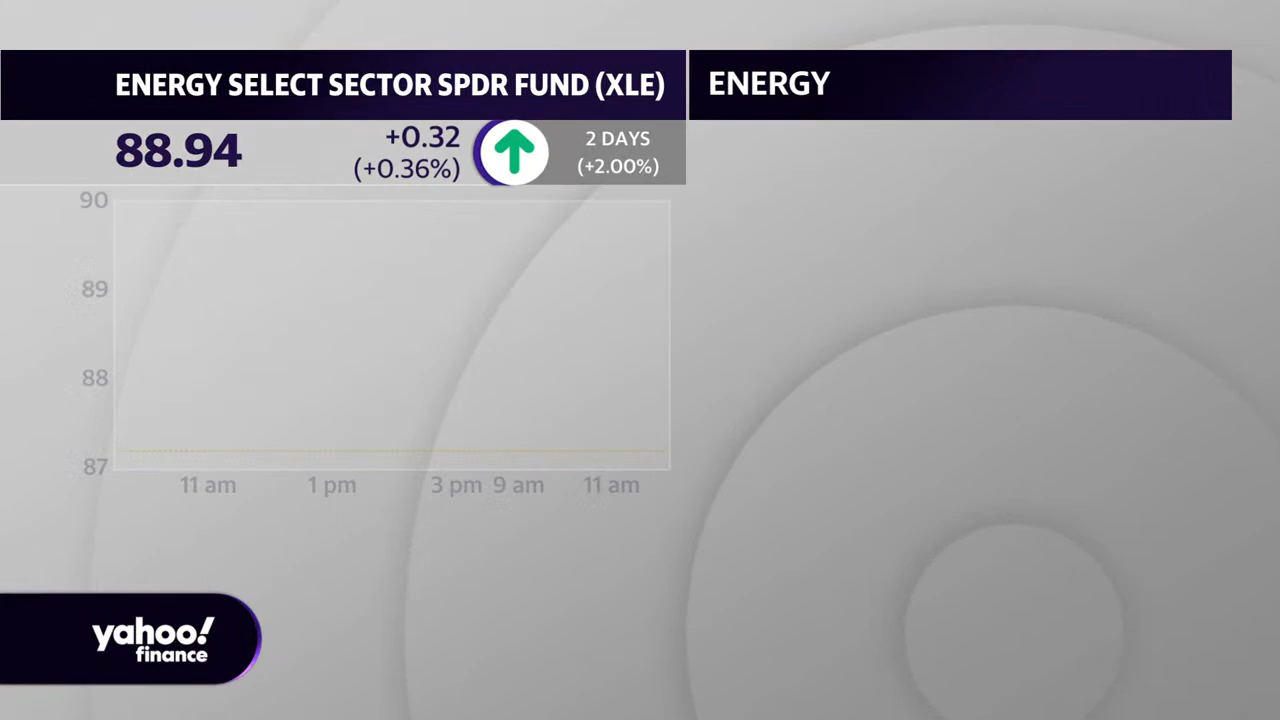 ENERGY SELECT SECTOR SPDR FUND (XLE)
ENERGY
88.94
+0.32
(+0.36%)
2 DAYS
(+2.00%)
90
89
88
87
11 am 1 pm 3 pm 9 am 11 am
yahoo!
finance